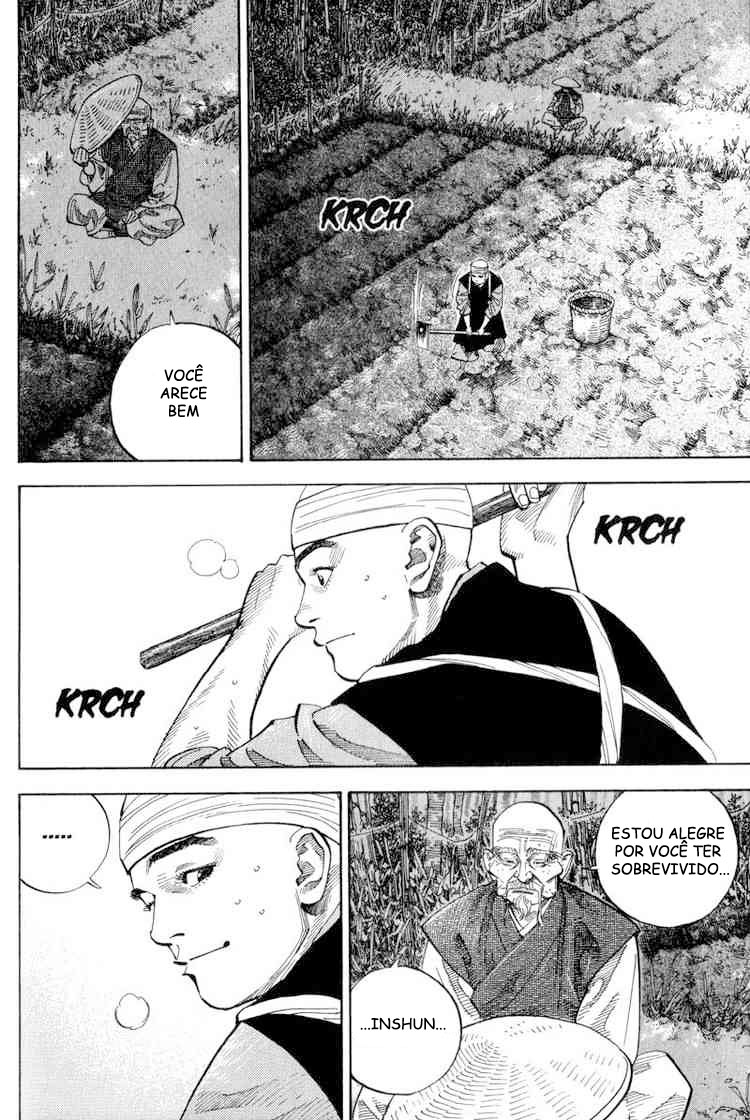 KRCH
VOCÊ
ARECE
BEM
KRCH
KRCH
ESTOU ALEGRE
POR VOCÊ TER
SOBREVIVIDO...
...INSHUN...
.....